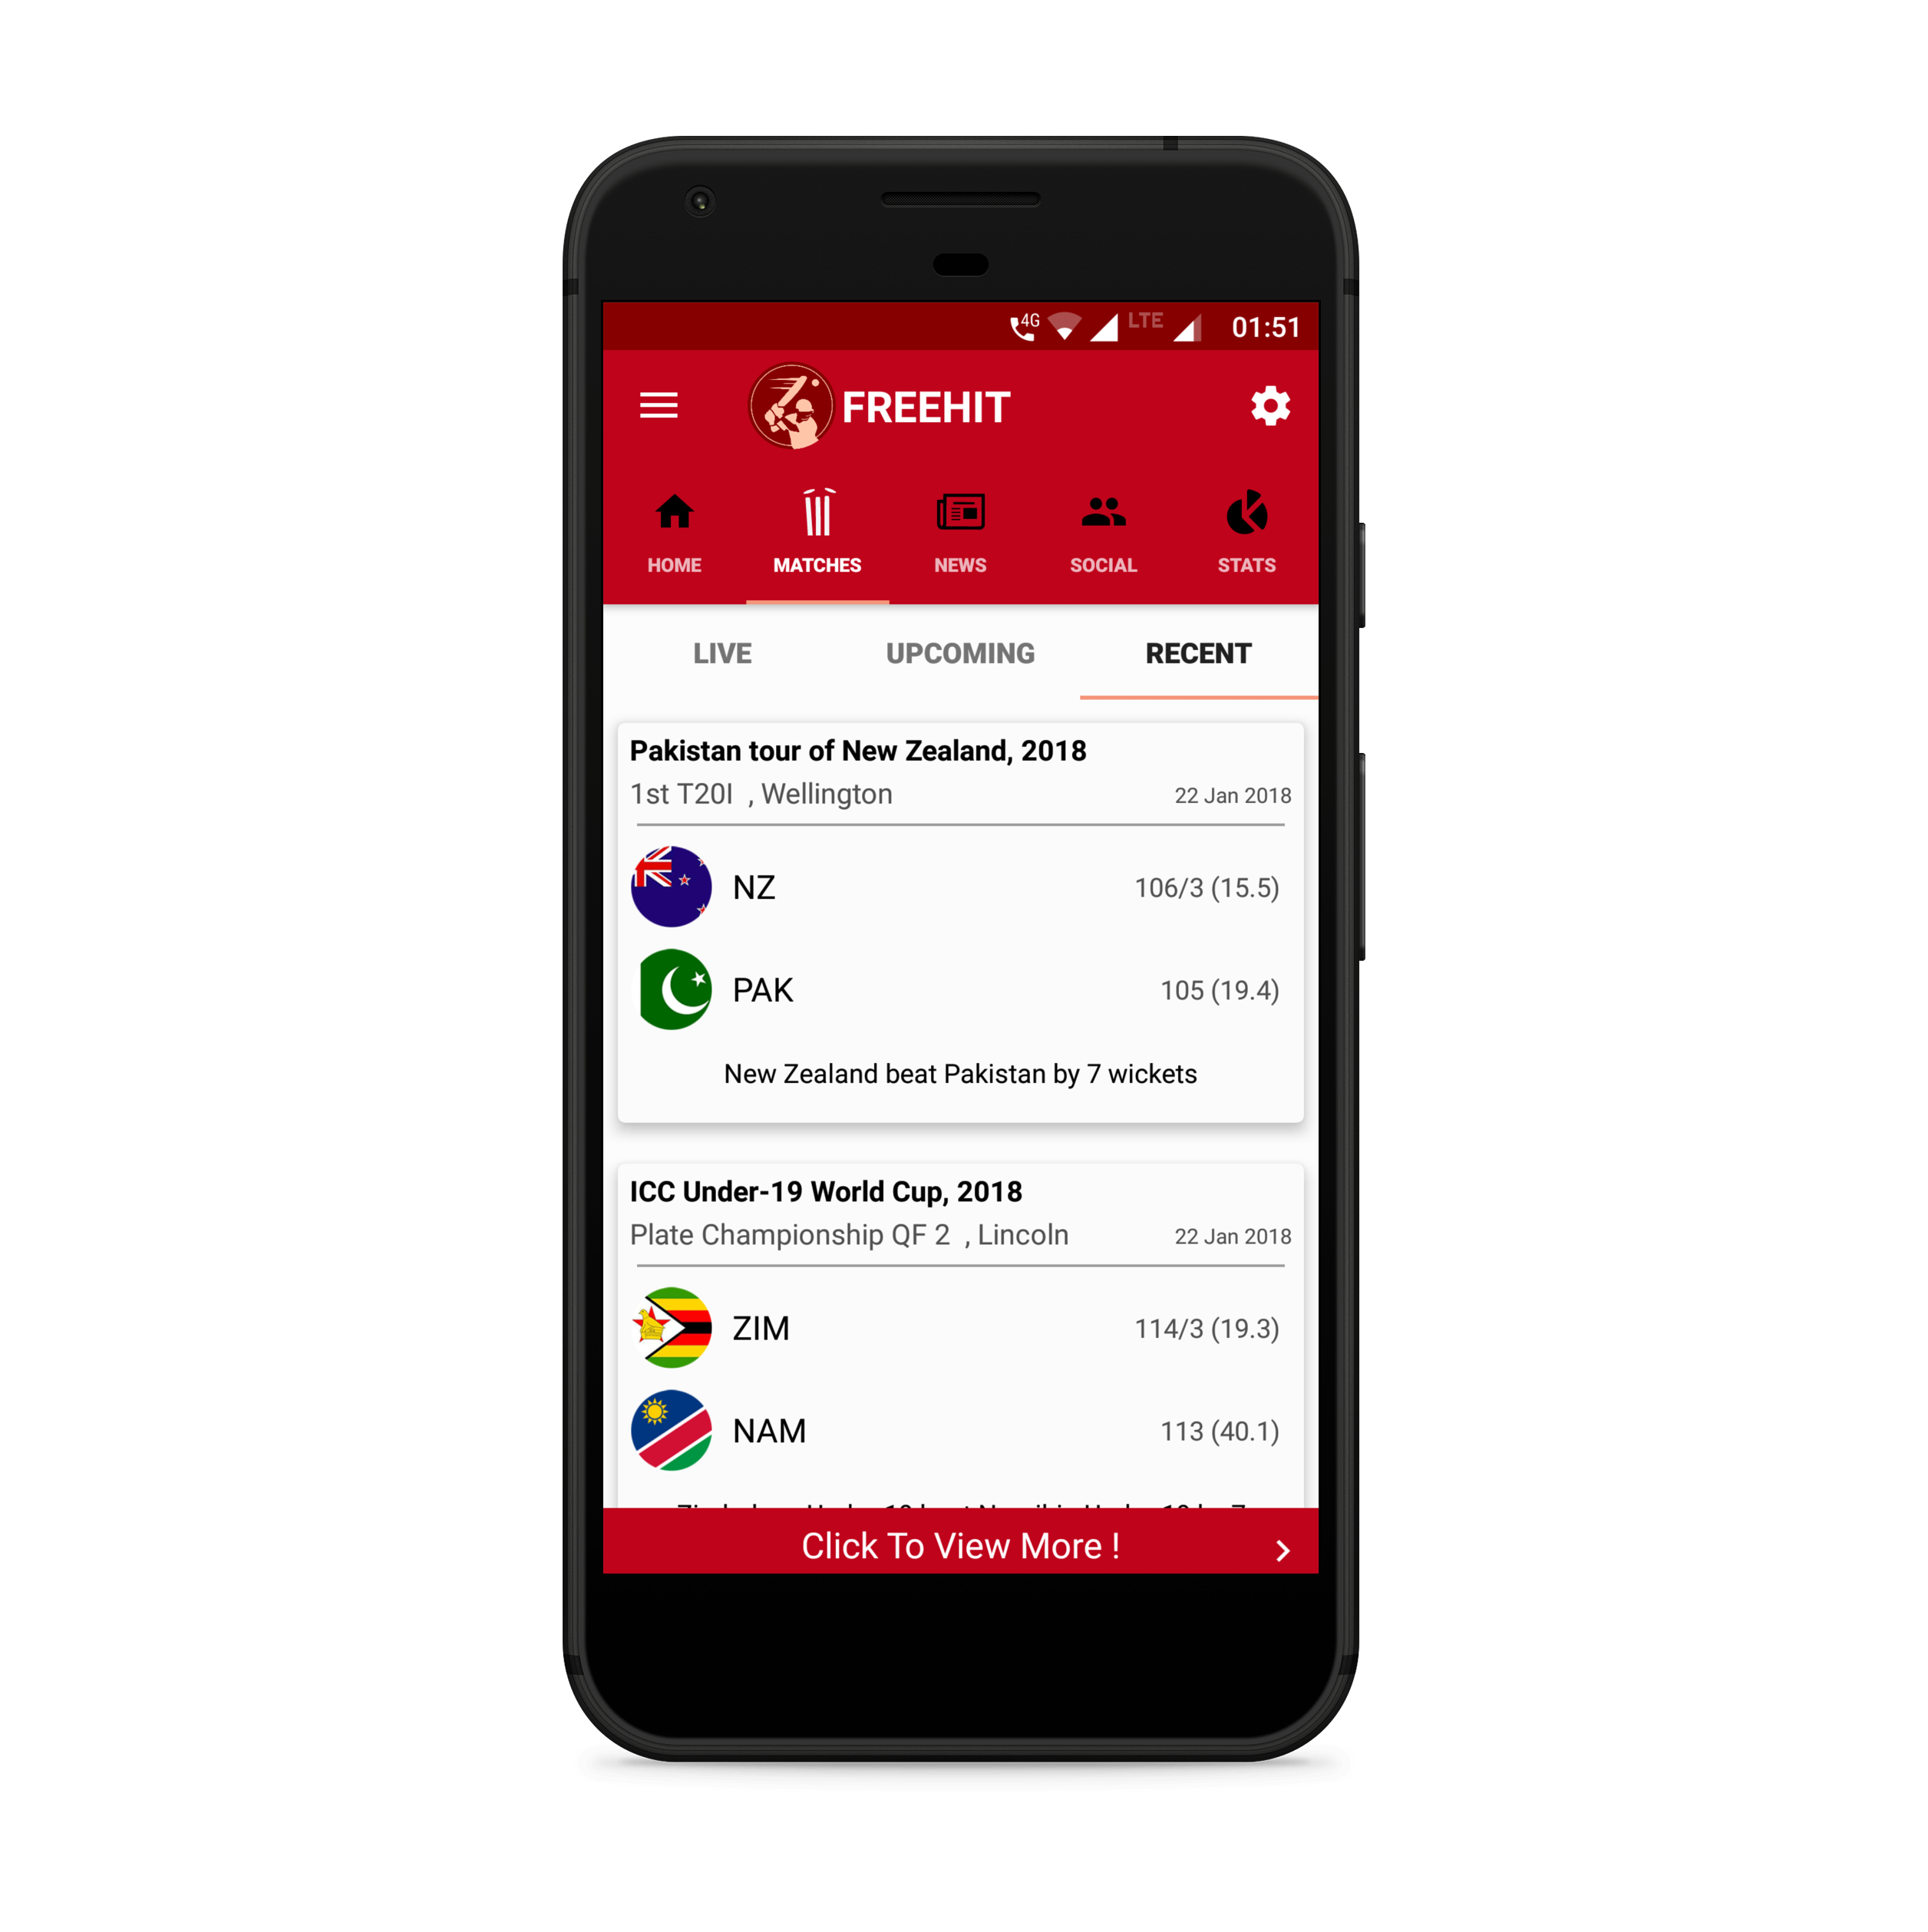 4G LTE 01:51
FREEHIT
HOME MATCHES NEWS SOCIAL STATS
LIVE UPCOMING RECENT
Pakistan tour of New Zealand, 2018
1st T20I , Wellington 22 Jan 2018
NZ 106/3 (15.5)
PAK 105 (19.4)
New Zealand beat Pakistan by 7 wickets
ICC Under-19 World Cup, 2018
Plate Championship QF 2 , Lincoln 22 Jan 2018
ZIM 114/3 (19.3)
NAM 113 (40.1)
Click To View More !